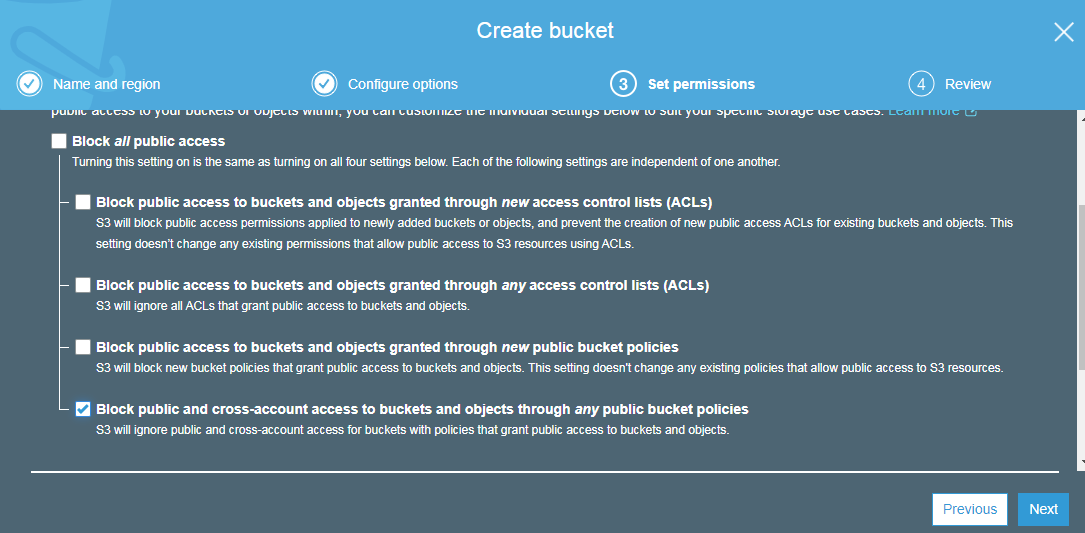 Create bucket
Name and region
Configure options
3 Set permissions
4 Review
public access to your buckets or objects within, you can customize the individual settings below to suit your specific storage use cases. Learn more
Block all public access
Turning this setting on is the same as turning on all four settings below. Each of the following settings are independent of one another.
Block public access to buckets and objects granted through new access control lists (ACLs)
S3 will block public access permissions applied to newly added buckets or objects, and prevent the creation of new public access ACLs for existing buckets and objects. This
setting doesn't change any existing permissions that allow public access to S3 resources using ACLs.
Block public access to buckets and objects granted through any access control lists (ACLs)
S3 will ignore all ACLs that grant public access to buckets and objects.
Block public access to buckets and objects granted through new public bucket policies
S3 will block new bucket policies that grant public access to buckets and objects. This setting doesn't change any existing policies that allow public access to S3 resources.
Block public and cross-account access to buckets and objects through any public bucket policies
S3 will ignore public and cross-account access for buckets with policies that grant public access to buckets and objects.
Previous
Next